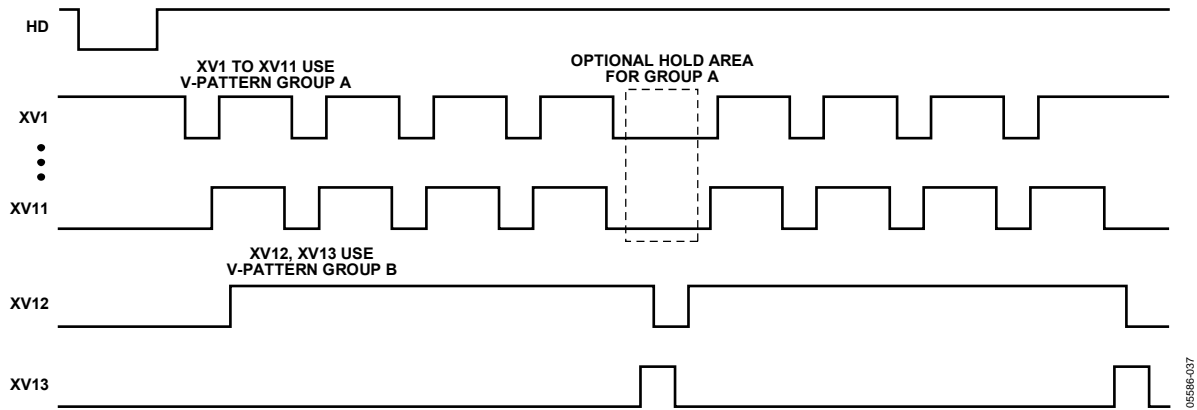 HD
XV1 TO XV11 USE
V-PATTERN GROUP A
OPTIONAL HOLD AREA
FOR GROUP A
XV1
XV11
XV12, XV13 USE
V-PATTERN GROUP B
XV12
XV13
05586-037